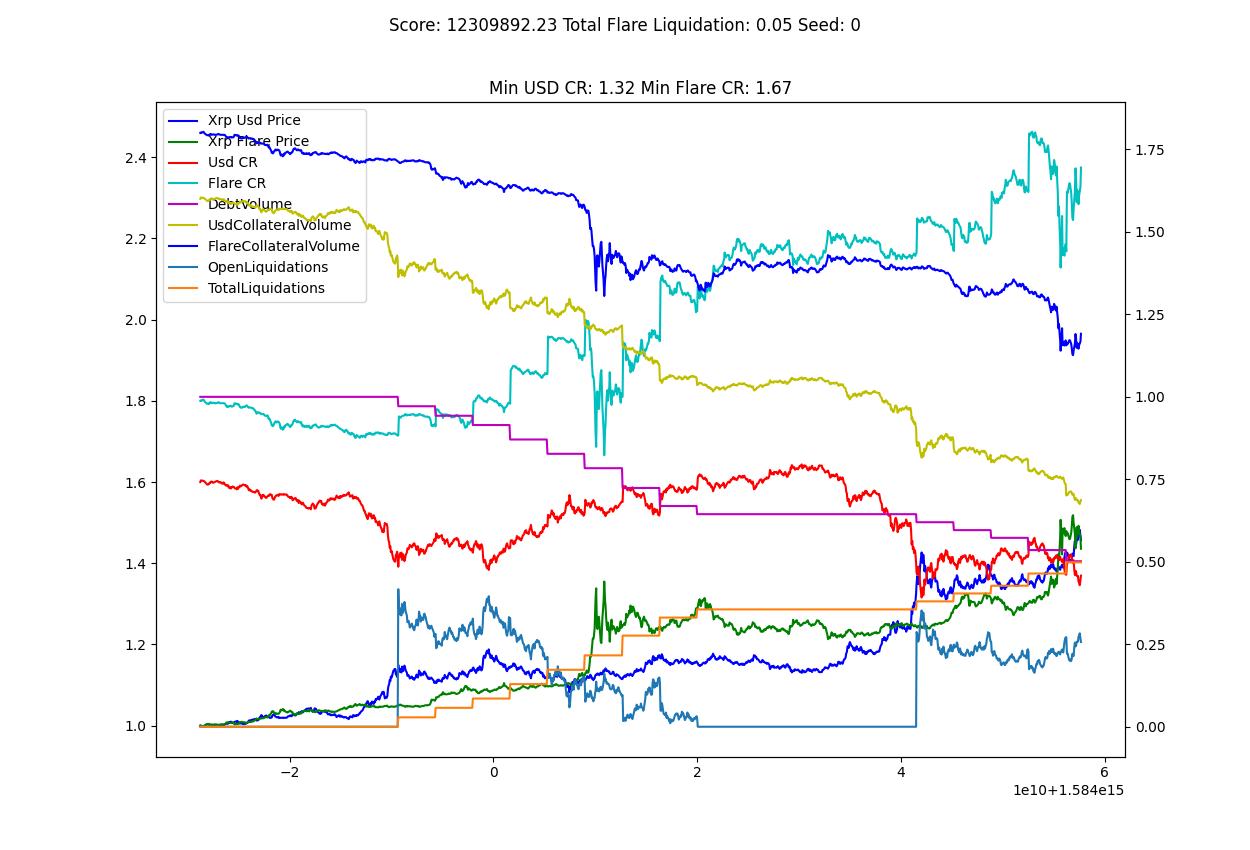 Score: 12309892.23 Total Flare Liquidation: 0.05 Seed: 0
Min USD CR: 1.32 Min Flare CR: 1.67
Xrp Usd Price
Xrp Flare Price
Usd CR
Flare CR
DebtVolume
UsdCollateralVolume
FlareCollateralVolume
OpenLiquidations
TotalLiquidations
2.4
2.2
2.0
1.8
1.6
1.4
1.2
1.0
1.75
1.50
1.25
1.00
0.75
0.50
0.25
0.00
−2 0 2 4 6
1e10+1.584e15